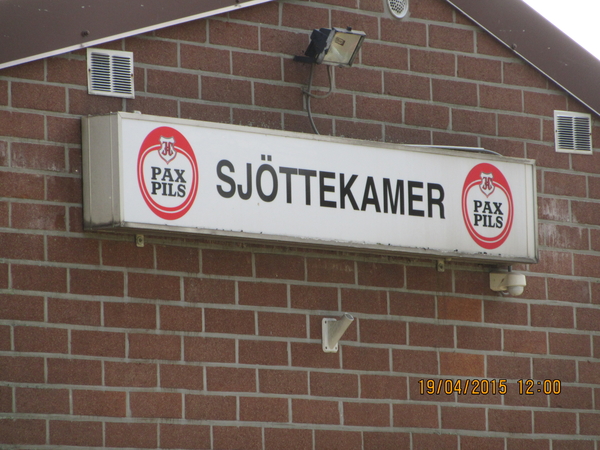 PAX
PILS
SJÖTTEKAMER
PAX
PILS
19/04/2015 12:00